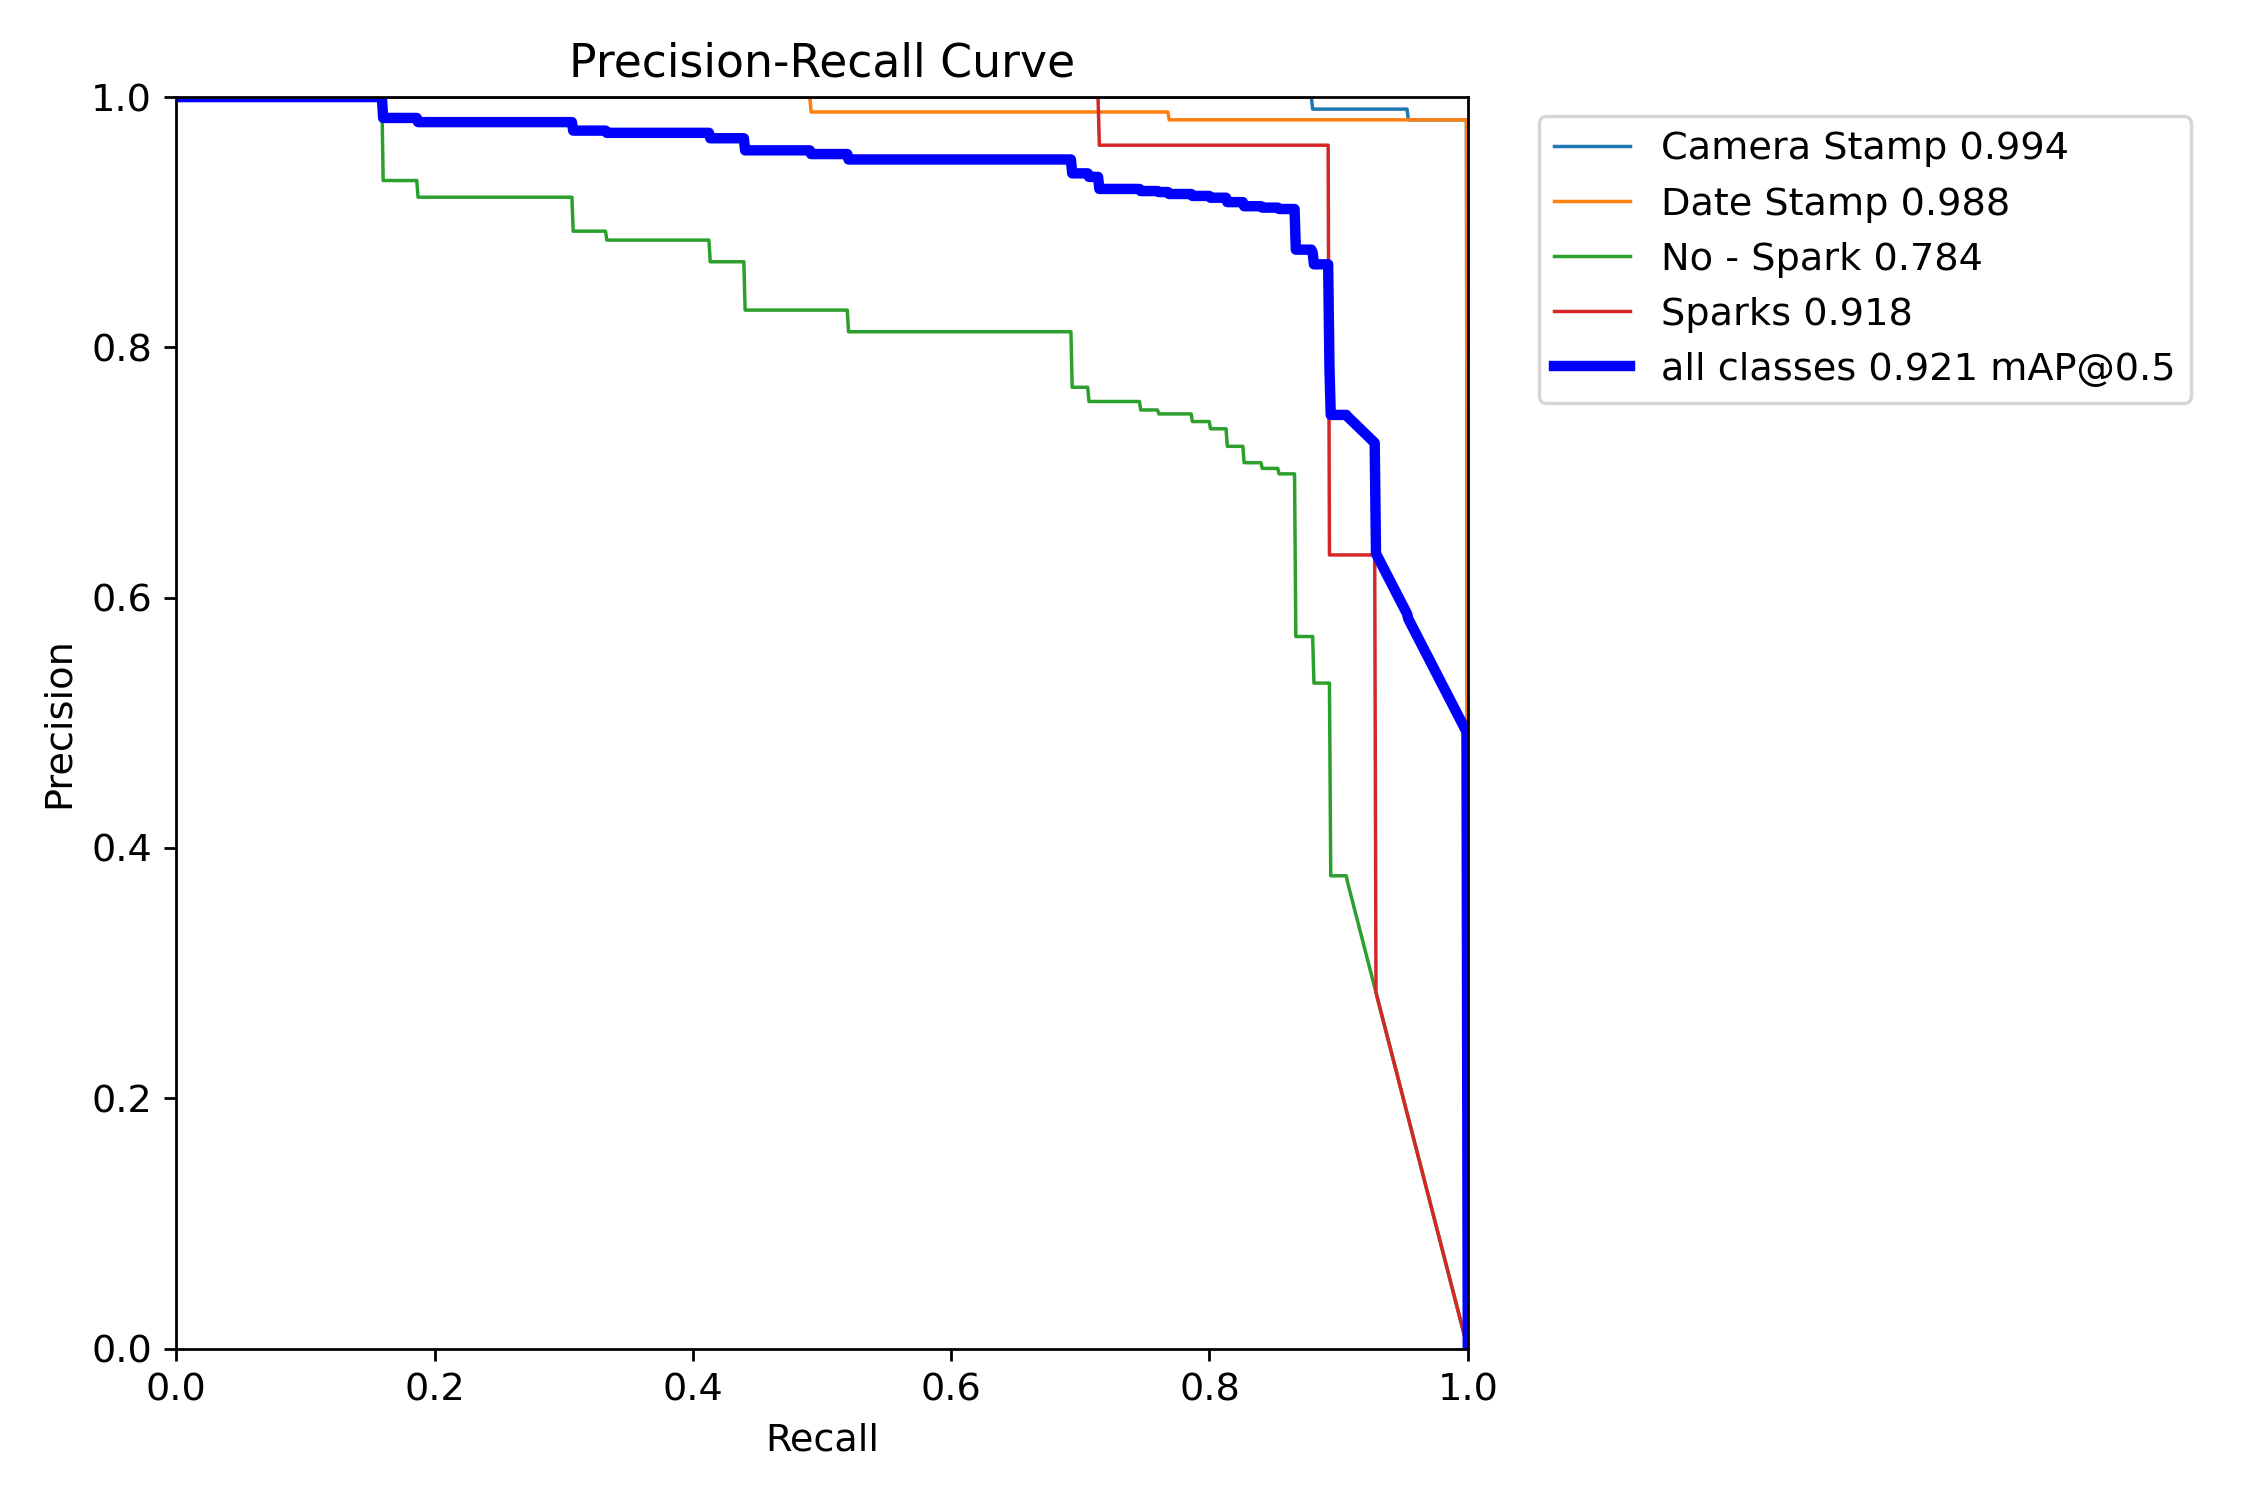 Precision-Recall Curve
1.0
0.8
0.6
0.4
0.2
0.0
Precision
0.0 0.2 0.4 0.6 0.8 1.0
Recall
Camera Stamp 0.994
Date Stamp 0.988
No - Spark 0.784
Sparks 0.918
all classes 0.921 mAP@0.5